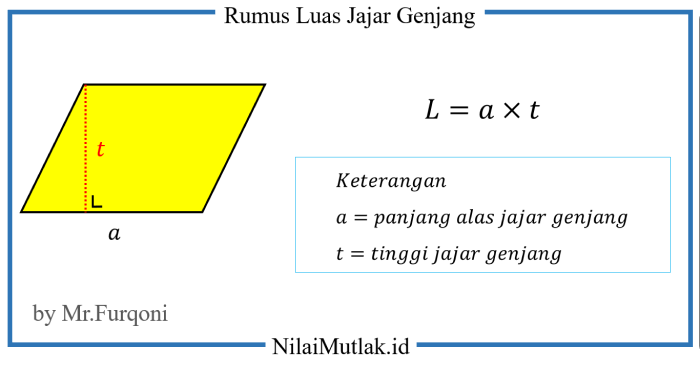 Rumus Luas Jajar Genjang
t
a
L = a × t
Keterangan
a = panjang alas jajar genjang
t = tinggi jajar genjang
by Mr.Furqoni
NilaiMutlak.id